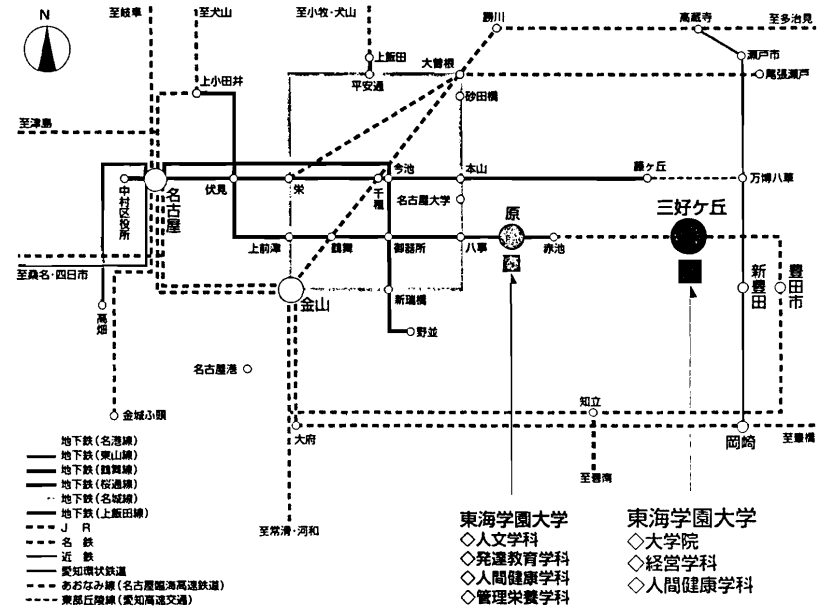 N
至岐阜
至犬山
至小牧・犬山
勝川
高蔵寺
至多治見
上飯田
大曽根
瀬戸市
上小田井
平安通
尾張瀬戸
砂田橋
至津島
今池
本山
藤ヶ丘
万博八草
中村区役所
名古屋
伏見
栄
千種
名古屋大学
原
三好ケ丘
上前津
鶴舞
御器所
八事
赤池
至桑名・四日市
新豊田
豊田市
金山
新瑞橋
高畑
野並
名古屋港
金城ふ頭
知立
大府
岡崎
至豊橋
至碧南
至常滑・河和
地下鉄(名港線)
地下鉄(東山線)
地下鉄(鶴舞線)
地下鉄(桜通線)
地下鉄(名城線)
地下鉄(上飯田線)
J R
名 鉄
近 鉄
愛知環状鉄道
あおなみ線(名古屋臨海高速鉄道)
東部丘陵線(愛知高速交通)
東海学園大学
◇人文学科
◇発達教育学科
◇人間健康学科
◇管理栄養学科
東海学園大学
◇大学院
◇経営学科
◇人間健康学科